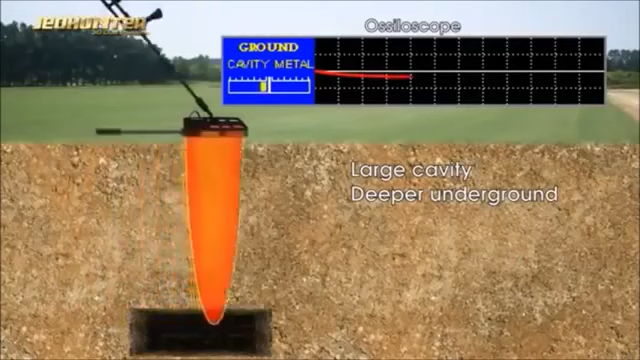 JEOHUNTER
Ossiloscope
GROUND
CAVITY METAL
Large cavity,
Deeper underground